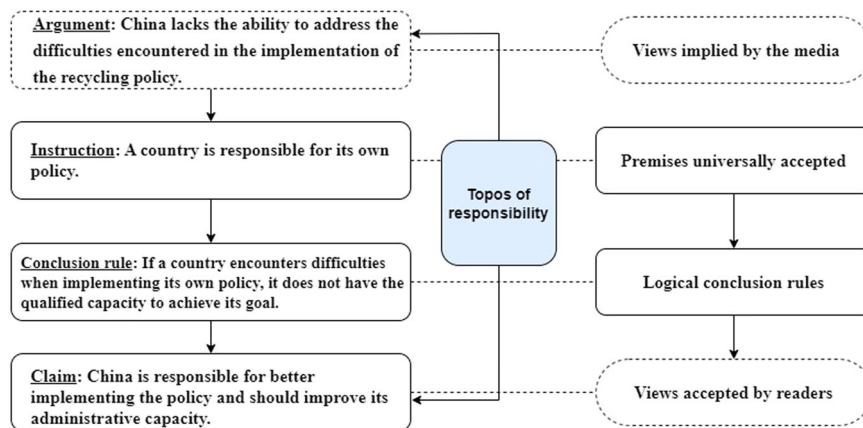 Argument: China lacks the ability to address the
difficulties encountered in the implementation of
the recycling policy.
Views implied by the media
Instruction: A country is responsible for its own
policy.
Topos of
responsibility
Premises universally accepted
Conclusion rule: If a country encounters difficulties
when implementing its own policy, it does not have the
qualified capacity to achieve its goal.
Logical conclusion rules
Claim: China is responsible for better
implementing the policy and should improve its
administrative capacity.
Views accepted by readers